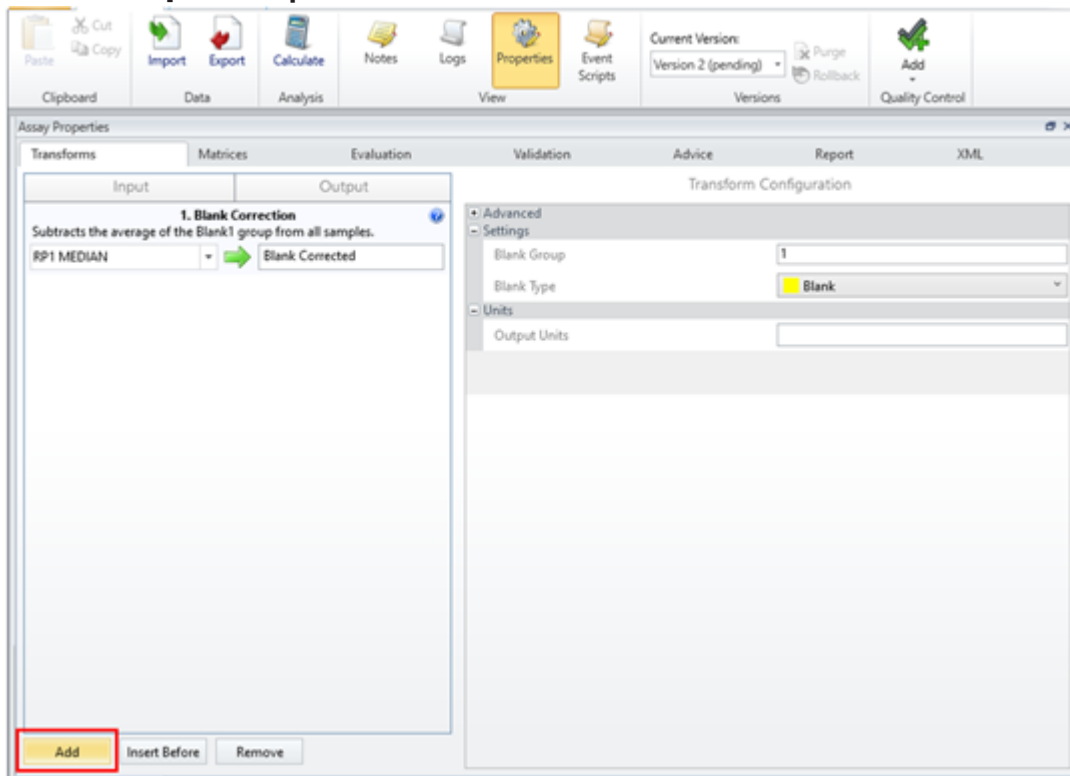 Cut
Copy
Paste
Import
Export
Calculate
Notes
Logs
Properties
Event Scripts
Current Version:
Version 2 (pending)
Purge
Rollback
Add
Clipboard
Data
Analysis
View
Versions
Quality Control
Assay Properties
Transforms Matrices Evaluation Validation Advice Report XML
Input Output
Transform Configuration
1. Blank Correction
Subtracts the average of the Blank1 group from all samples.
RP1 MEDIAN Blank Corrected
Advanced
Settings
Blank Group 1
Blank Type Blank
Units
Output Units
Add Insert Before Remove